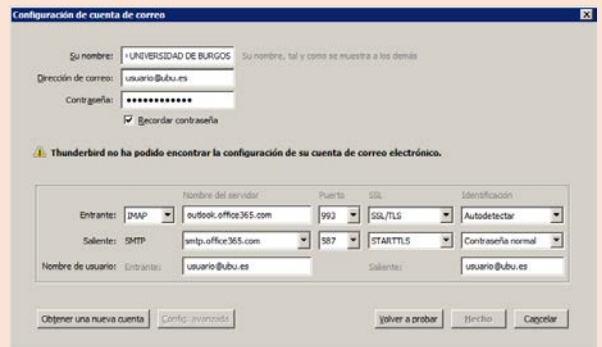 Configuración de cuenta de correo
Su nombre: UNIVERSIDAD DE BURGOS Su nombre, tal y como se muestra a los demás
Dirección de correo: usuario@ubu.es
Contraseña: ••••••••••••
Recordar contraseña
Thunderbird no ha podido encontrar la configuración de su cuenta de correo electrónico.
Nombre del servidor Puerto SSL Identificación
Entrante: IMAP outlook.office365.com 993 SSL/TLS Autodetectar
Saliente: SMTP smtp.office365.com 587 STARTTLS Contraseña normal
Nombre de usuario: Entrante: usuario@ubu.es Saliente: usuario@ubu.es
Obtener una nueva cuenta Config. avanzada Volver a probar Hecho Cancelar